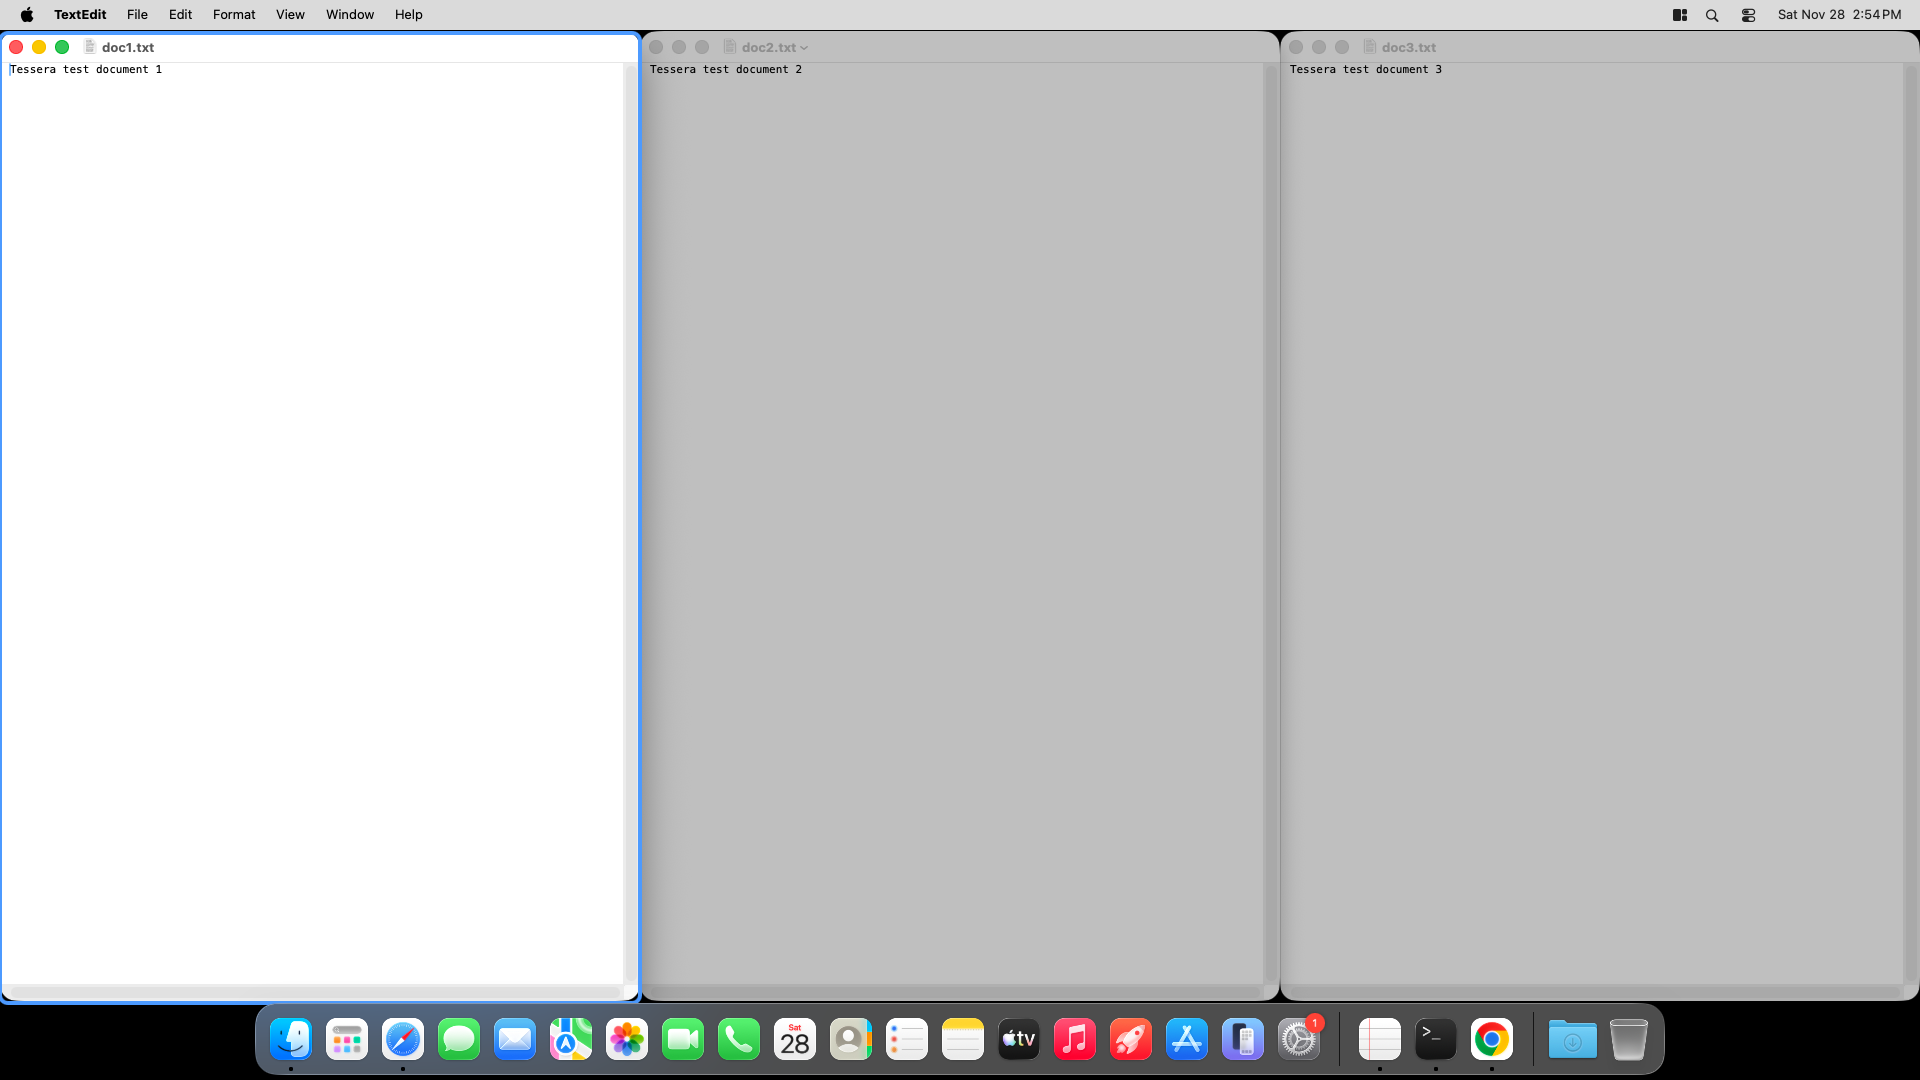 TextEdit File Edit Format View Window Help Sat Nov 28 2:54 PM
doc1.txt
Tessera test document 1
doc2.txt
Tessera test document 2
doc3.txt
Tessera test document 3
Sat
28
tv
1
>_